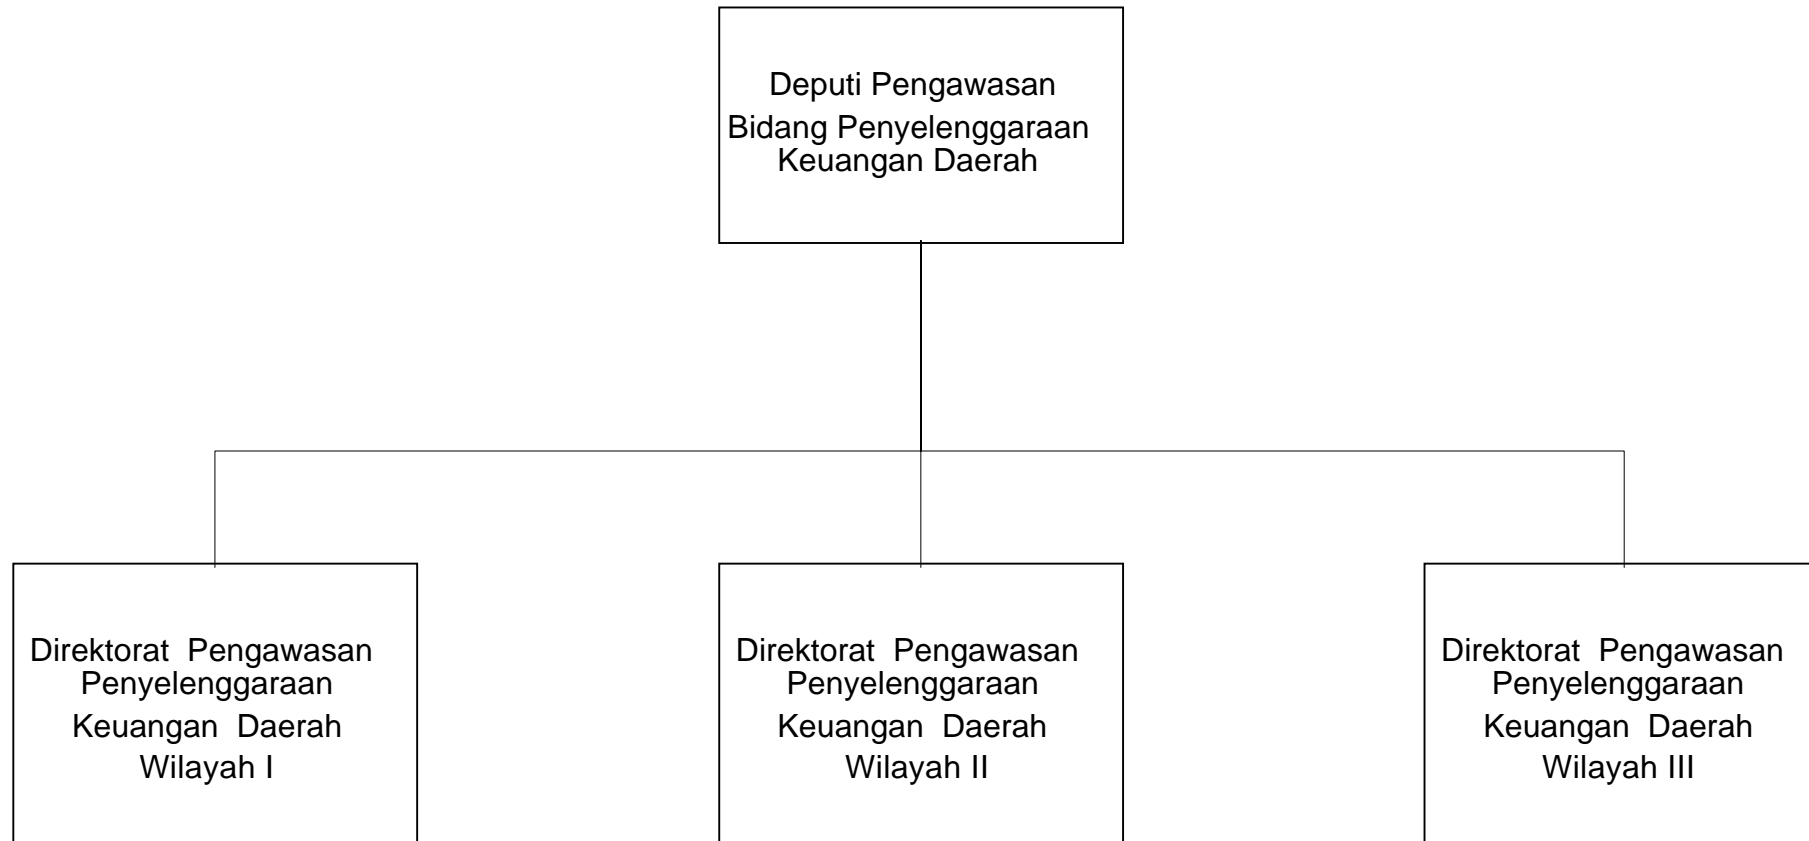 Deputi Pengawasan
Bidang Penyelenggaraan
Keuangan Daerah
Direktorat Pengawasan
Penyelenggaraan
Keuangan Daerah
Wilayah I
Direktorat Pengawasan
Penyelenggaraan
Keuangan Daerah
Wilayah II
Direktorat Pengawasan
Penyelenggaraan
Keuangan Daerah
Wilayah III